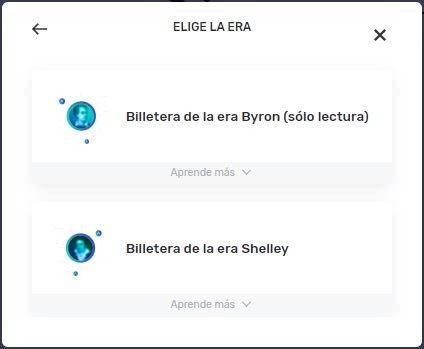 ELIGE LA ERA
Billetera de la era Byron (sólo lectura)
Aprende más
Billetera de la era Shelley
Aprende más